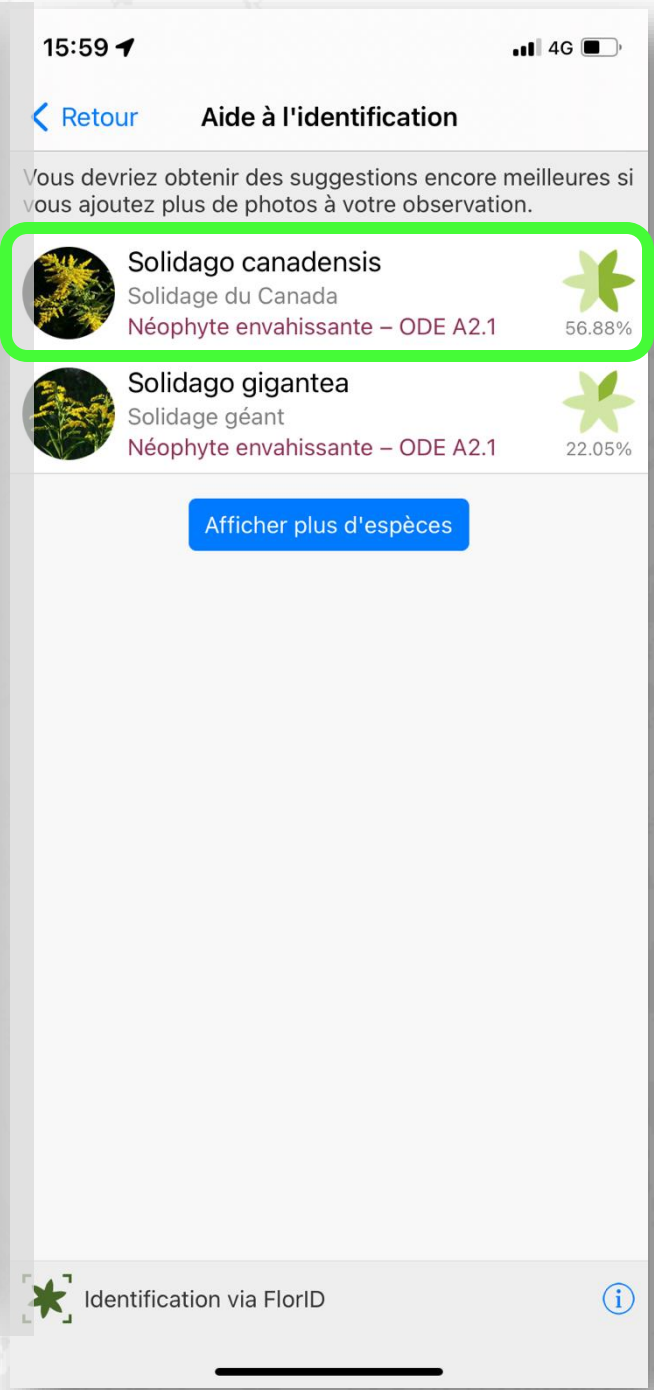 15:59
4G
Retour
Aide à l'identification
Vous devriez obtenir des suggestions encore meilleures si
vous ajoutez plus de photos à votre observation.
Solidago canadensis
Solidage du Canada
Néophyte envahissante – ODE A2.1
56.88%
Solidago gigantea
Solidage géant
Néophyte envahissante – ODE A2.1
22.05%
Afficher plus d'espèces
Identification via FlorID